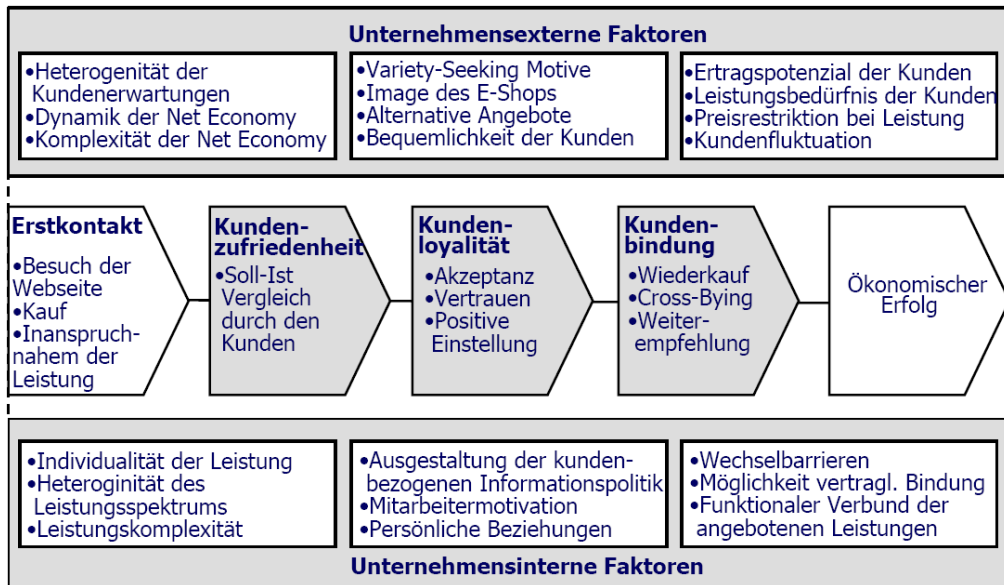 Unternehmensexterne Faktoren
•Heterogenität der
Kundenerwartungen
•Dynamik der Net Economy
•Komplexität der Net Economy
•Variety-Seeking Motive
•Image des E-Shops
•Alternative Angebote
•Bequemlichkeit der Kunden
•Ertragspotenzial der Kunden
•Leistungsbedürfnis der Kunden
•Preisrestriktion bei Leistung
•Kundenfluktuation
Erstkontakt
•Besuch der
Webseite
•Kauf
•Inanspruch-
nahem der
Leistung
Kunden-
zufriedenheit
•Soll-Ist
Vergleich
durch den
Kunden
Kunden-
loyalität
•Akzeptanz
•Vertrauen
•Positive
Einstellung
Kunden-
bindung
•Wiederkauf
•Cross-Bying
•Weiter-
empfehlung
Ökonomischer
Erfolg
•Individualität der Leistung
•Heteroginität des
Leistungsspektrums
•Leistungskomplexität
•Ausgestaltung der kunden-
bezogenen Informationspolitik
•Mitarbeitermotivation
•Persönliche Beziehungen
•Wechselbarrieren
•Möglichkeit vertragl. Bindung
•Funktionaler Verbund der
angebotenen Leistungen
Unternehmensinterne Faktoren